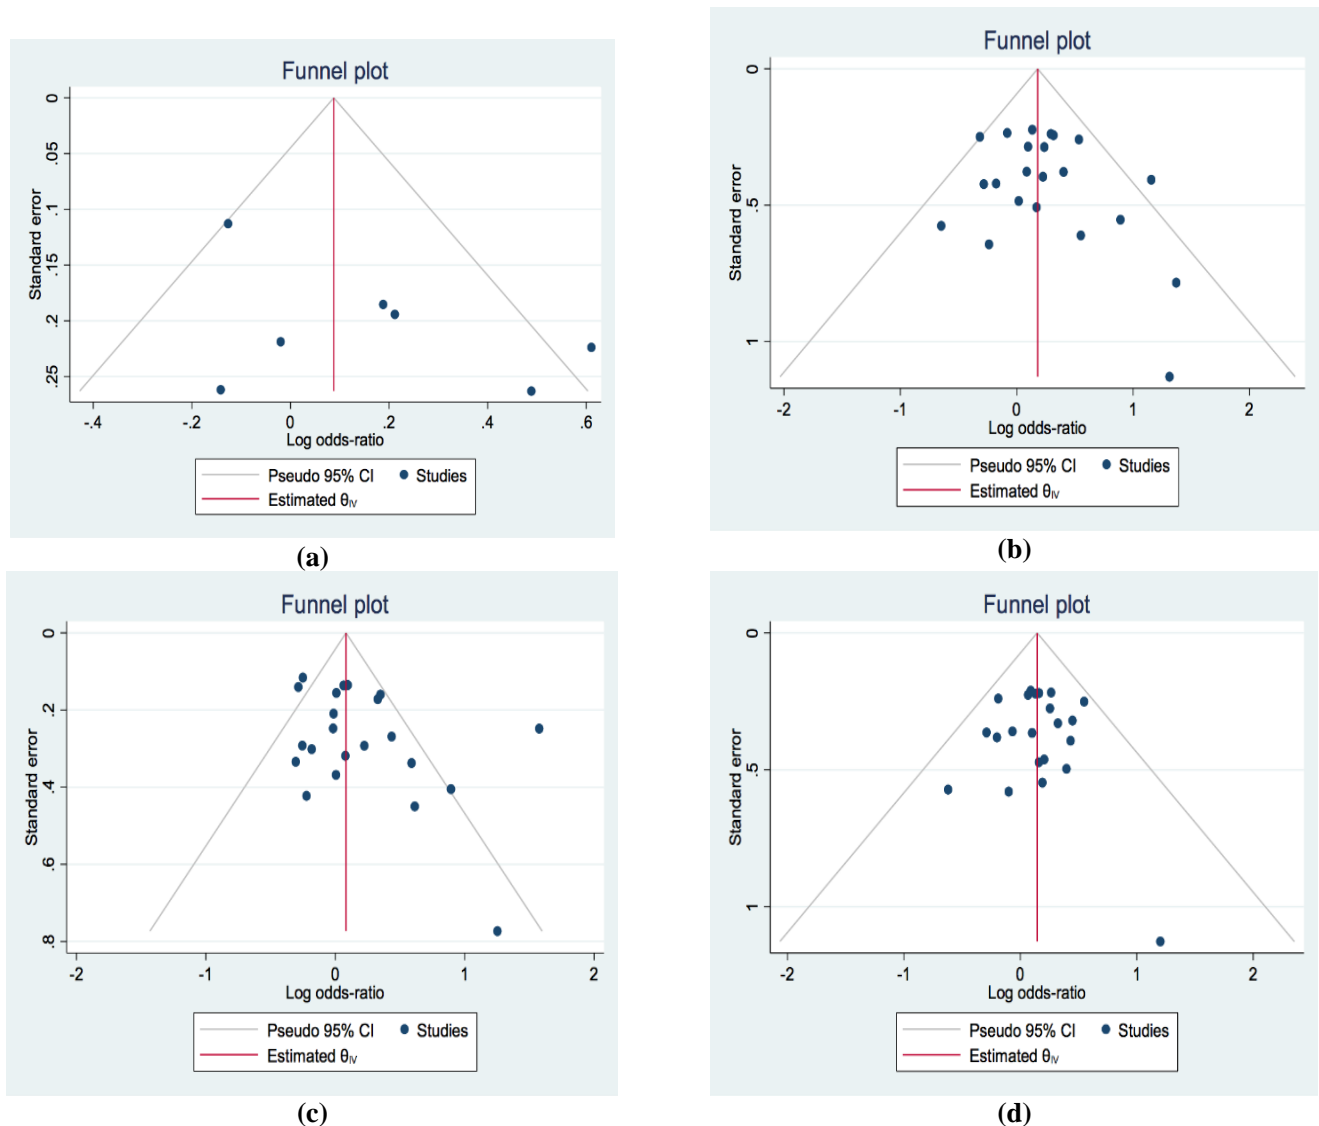 Funnel plot
Standard error
0
.05
.1
.15
.2
.25
-.4
-.2
0
.2
.4
.6
Log odds-ratio
Pseudo 95% CI
Studies
Estimated θIV
(a)
Funnel plot
Standard error
0
.5
1
-2
-1
0
1
2
Log odds-ratio
Pseudo 95% CI
Studies
Estimated θIV
(b)
Funnel plot
Standard error
0
.2
.4
.6
.8
-2
-1
0
1
2
Log odds-ratio
Pseudo 95% CI
Studies
Estimated θIV
(c)
Funnel plot
Standard error
0
.5
1
-2
-1
0
1
2
Log odds-ratio
Pseudo 95% CI
Studies
Estimated θIV
(d)